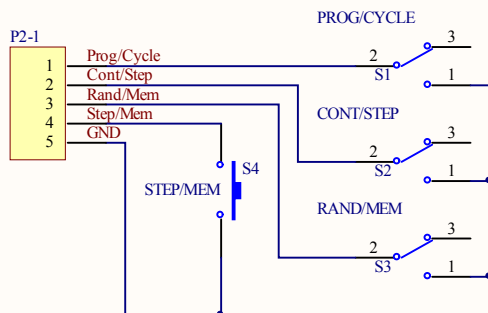 PROG/CYCLE
P2-1
1 Prog/Cycle
2 Cont/Step
3 Rand/Mem
4 Step/Mem
5 GND
2 3
S1 1
CONT/STEP
2 3
S2 1
S4
STEP/MEM
RAND/MEM
2 3
S3 1